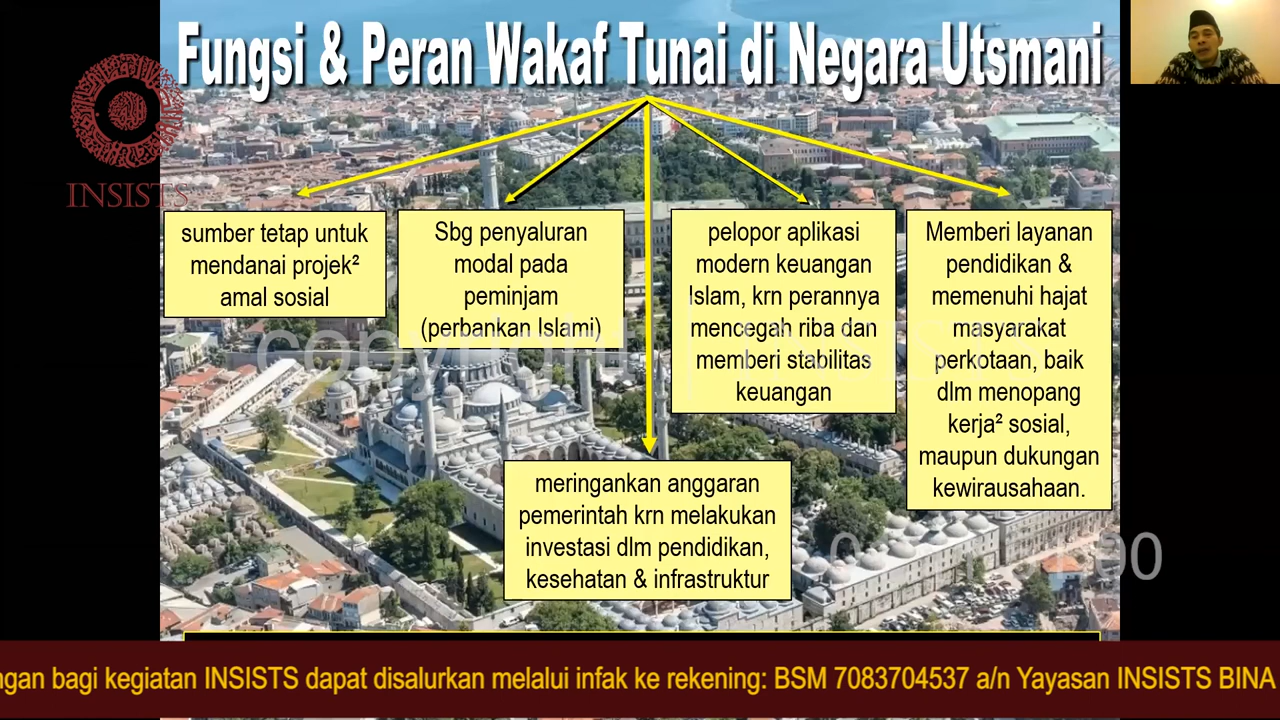 Fungsi & Peran Wakaf Tunai di Negara Utsmani
INSISTS
sumber tetap untuk
mendanai projek²
amal sosial
Sbg penyaluran
modal pada
peminjam
(perbankan Islami)
pelopor aplikasi
modern keuangan
Islam, krn perannya
mencegah riba dan
memberi stabilitas
keuangan
Memberi layanan
pendidikan &
memenuhi hajat
masyarakat
perkotaan, baik
dlm menopang
kerja² sosial,
maupun dukungan
kewirausahaan.
meringankan anggaran
pemerintah krn melakukan
investasi dlm pendidikan,
kesehatan & infrastruktur
copyright INSISTS
ngan bagi kegiatan INSISTS dapat disalurkan melalui infak ke rekening: BSM 7083704537 a/n Yayasan INSISTS BINA